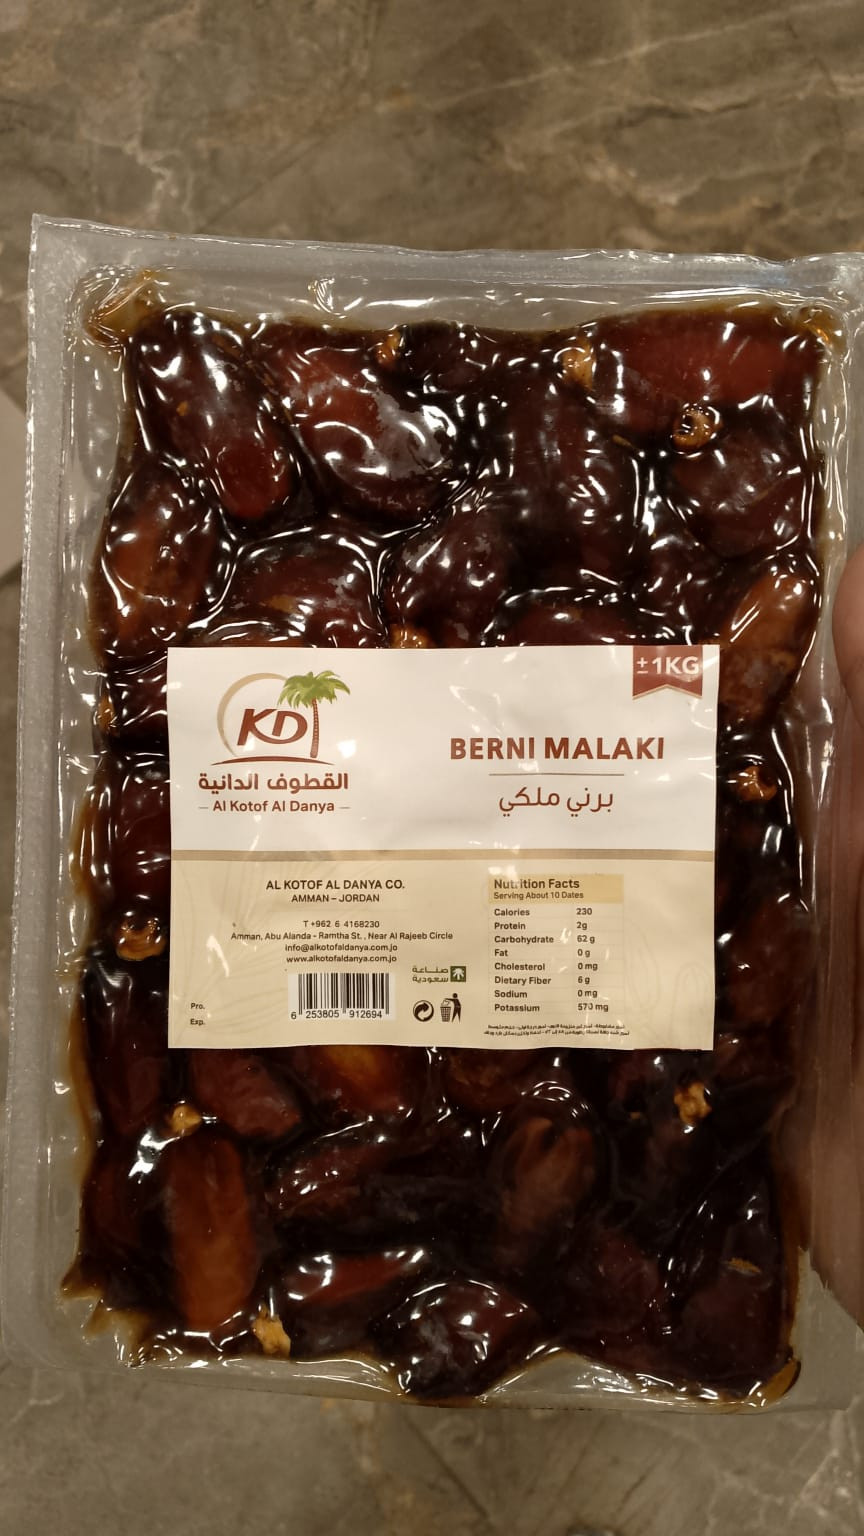 ±1KG
KD
القطوف الدانية
Al Kotof Al Danya
BERNI MALAKI
برني ملكي
AL KOTOF AL DANYA CO.
AMMAN – JORDAN
T +962 6 4168230
Amman, Abu Alanda - Ramtha St., Near Al Rajeeb Circle
info@alkotofaldanya.com.jo
www.alkotofaldanya.com.jo
صناعة
سعودية
6 253805 912694
Pro.
Exp.
Nutrition Facts
Serving About 10 Dates
Calories 230
Protein 2g
Carbohydrate 62 g
Fat 0 g
Cholesterol 0 mg
Dietary Fiber 6 g
Sodium 0 mg
Potassium 570 mg